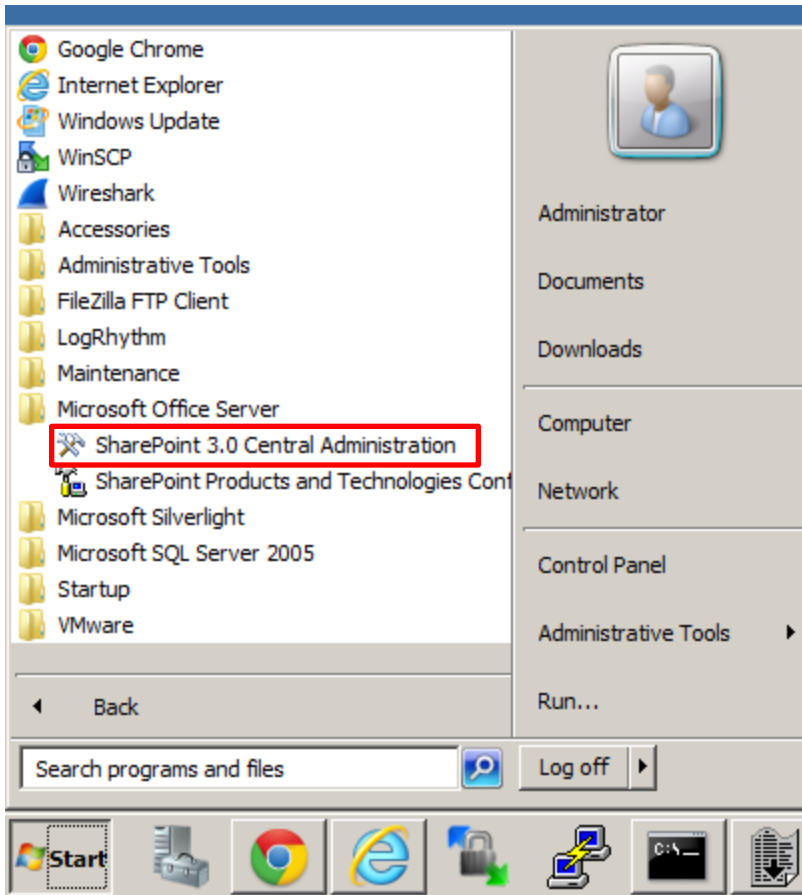 Google Chrome
Internet Explorer
Windows Update
WinSCP
Wireshark
Accessories
Administrative Tools
FileZilla FTP Client
LogRhythm
Maintenance
Microsoft Office Server
SharePoint 3.0 Central Administration
SharePoint Products and Technologies Conf
Microsoft Silverlight
Microsoft SQL Server 2005
Startup
VMware
Back
Search programs and files
Administrator
Documents
Downloads
Computer
Network
Control Panel
Administrative Tools
Run...
Log off
Start
C:\_